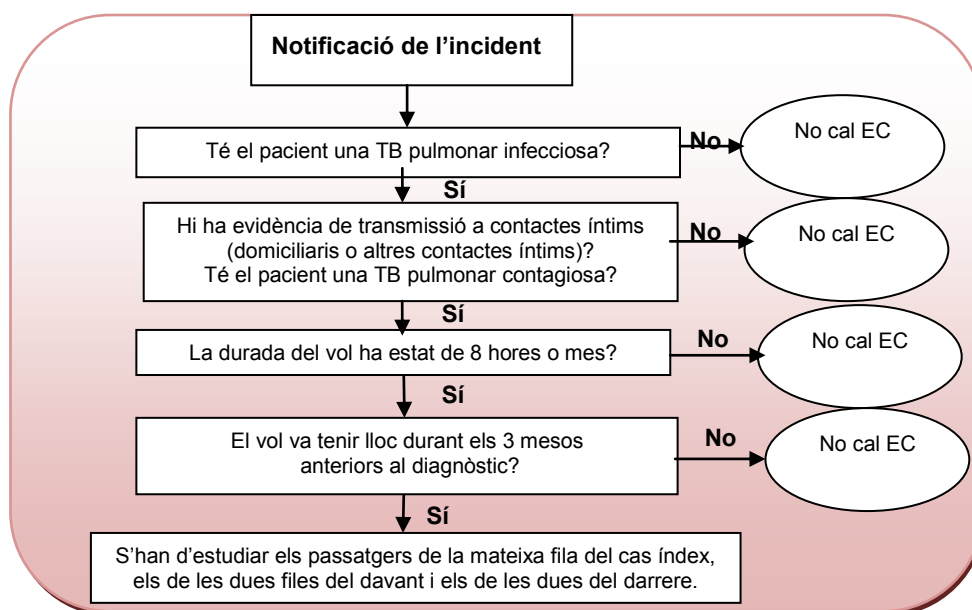 Notificació de l’incident
Té el pacient una TB pulmonar infecciosa?
No
No cal EC
Sí
Hi ha evidència de transmissió a contactes íntims
(domiciliaris o altres contactes íntims)?
Té el pacient una TB pulmonar contagiosa?
No
No cal EC
Sí
La durada del vol ha estat de 8 hores o mes?
No
No cal EC
Sí
El vol va tenir lloc durant els 3 mesos
anteriors al diagnòstic?
No
No cal EC
Sí
S’han d’estudiar els passatgers de la mateixa fila del cas índex,
els de les dues files del davant i els de les dues del darrere.